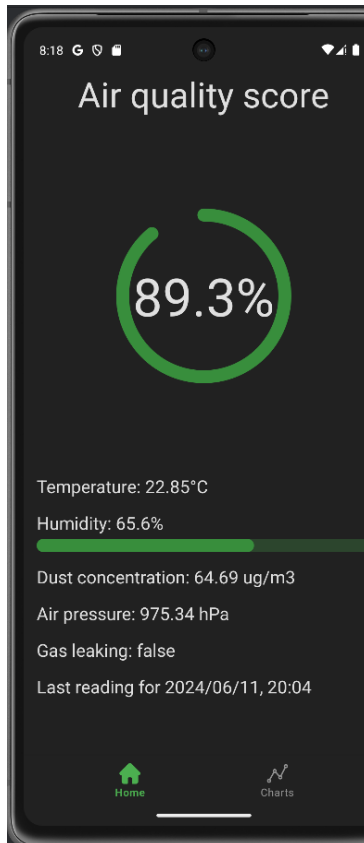 8:18 G
Air quality score
89.3%
Temperature: 22.85°C
Humidity: 65.6%
Dust concentration: 64.69 ug/m3
Air pressure: 975.34 hPa
Gas leaking: false
Last reading for 2024/06/11, 20:04
Home
Charts